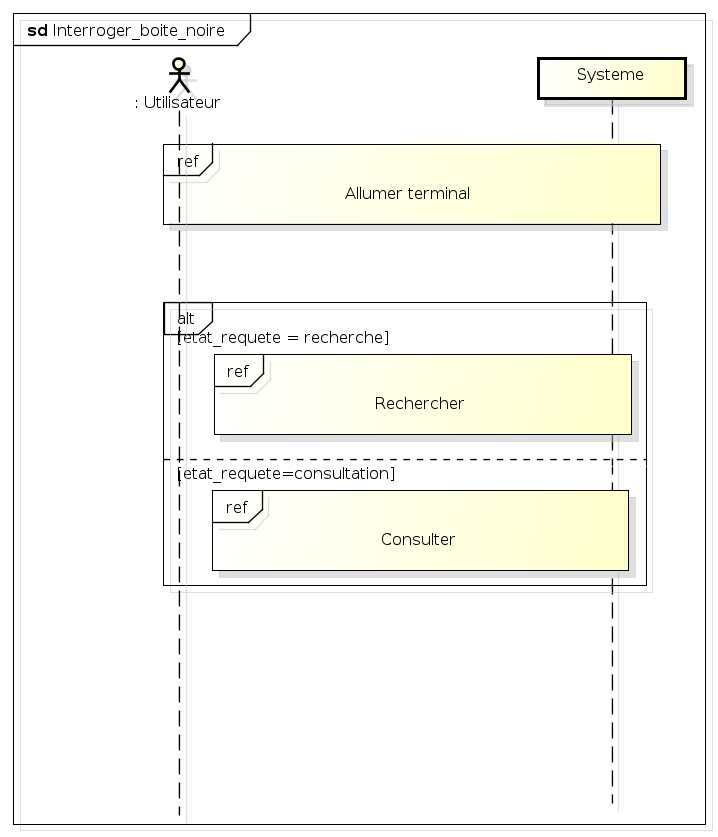 sd Interroger_boite_noire
: Utilisateur
Systeme
ref
Allumer terminal
alt
[etat_requete = recherche]
ref
Rechercher
[etat_requete=consultation]
ref
Consulter